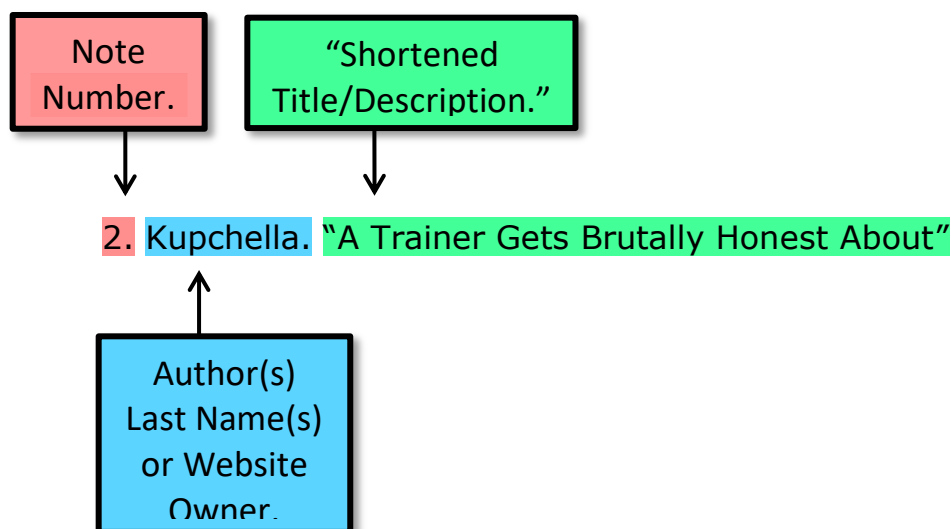 Note
Number.
“Shortened
Title/Description.”
2. Kupchella. “A Trainer Gets Brutally Honest About”
Author(s)
Last Name(s)
or Website
Owner.